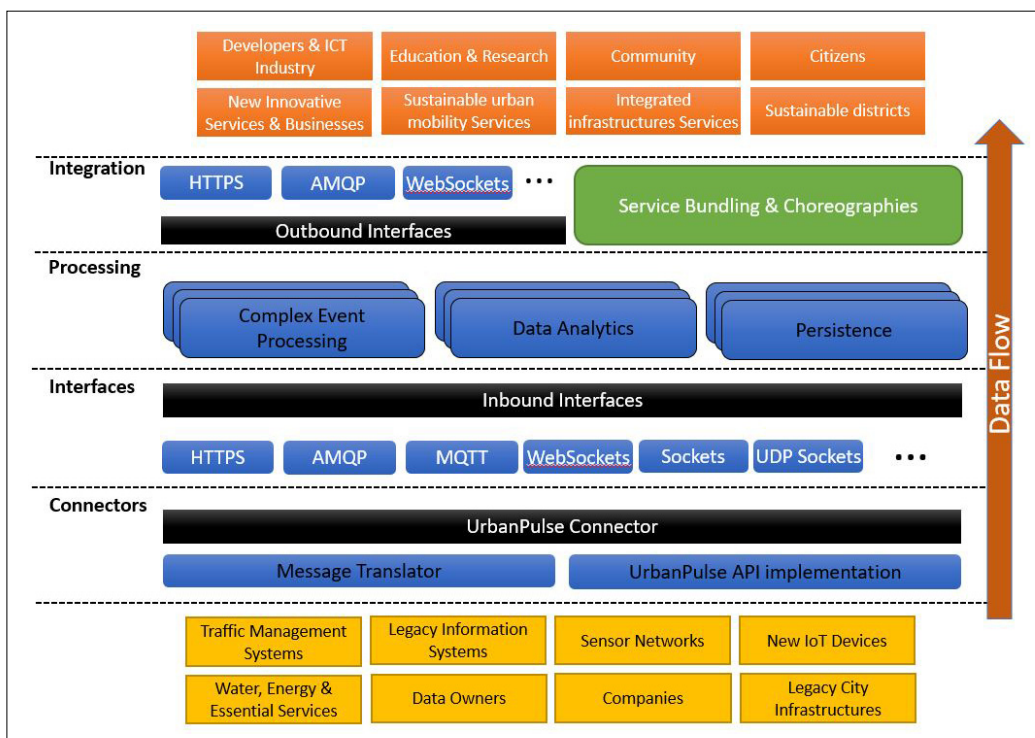 Developers & ICT
Industry
Education & Research
Community
Citizens
New Innovative
Services & Businesses
Sustainable urban
mobility Services
Integrated
infrastructures Services
Sustainable districts
Integration
HTTPS
AMQP
WebSockets
...
Service Bundling & Choreographies
Outbound Interfaces
Processing
Complex Event
Processing
Data Analytics
Persistence
Data Flow
Interfaces
Inbound Interfaces
HTTPS
AMQP
MQTT
WebSockets
Sockets
UDP Sockets
...
Connectors
UrbanPulse Connector
Message Translator
UrbanPulse API implementation
Traffic Management
Systems
Legacy Information
Systems
Sensor Networks
New IoT Devices
Water, Energy &
Essential Services
Data Owners
Companies
Legacy City
Infrastructures